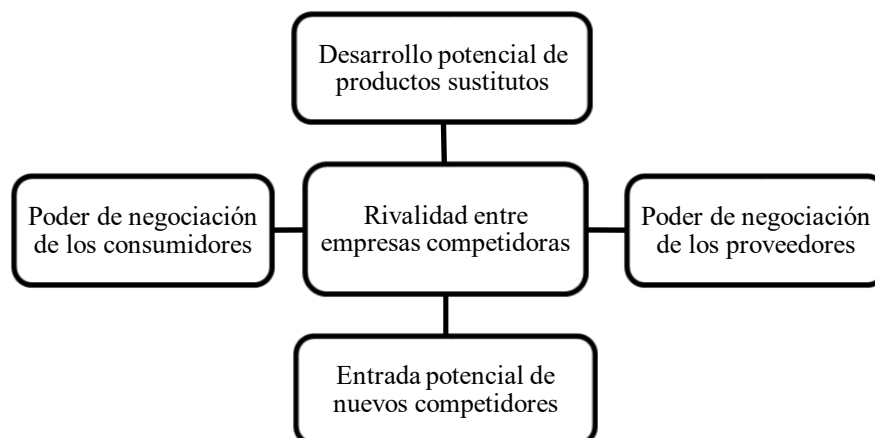 Desarrollo potencial de
productos sustitutos
Poder de negociación
de los consumidores
Rivalidad entre
empresas competidoras
Poder de negociación
de los proveedores
Entrada potencial de
nuevos competidores